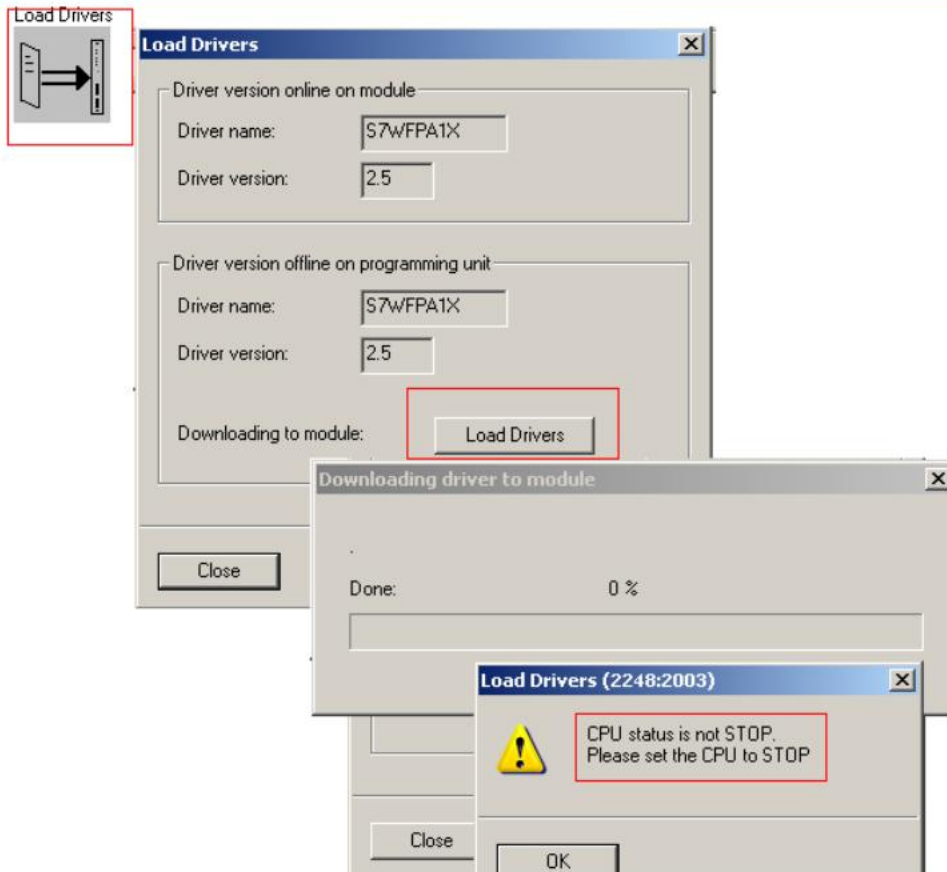 Load Drivers
Load Drivers
Driver version online on module
Driver name:
S7WFPA1X
Driver version:
2.5
Driver version offline on programming unit
Driver name:
S7WFPA1X
Driver version:
2.5
Downloading to module:
Load Drivers
Close
Downloading driver to module
.
Done:
0 %
Load Drivers (2248:2003)
CPU status is not STOP.
Please set the CPU to STOP
Close
OK